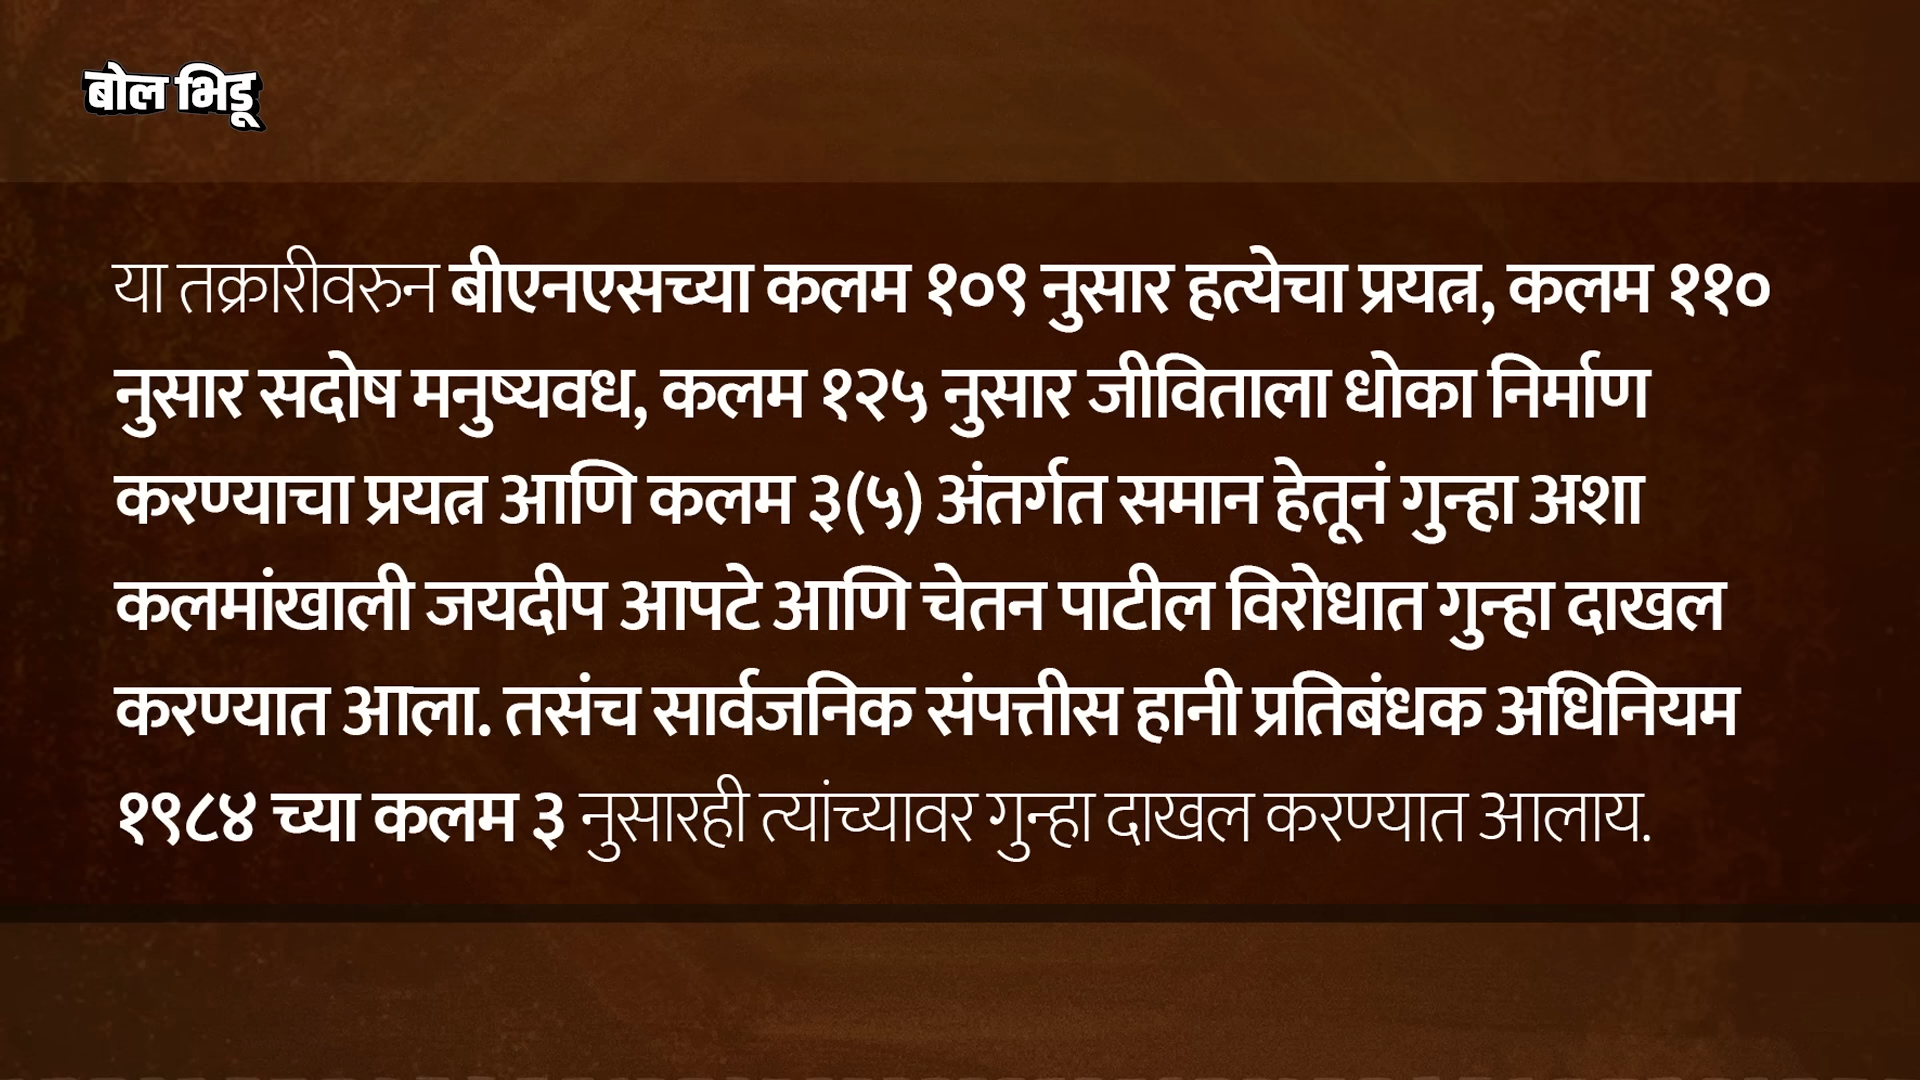 बोल भिडू
या तक्रारीवरुन बीएनएसच्या कलम १०९ नुसार हत्येचा प्रयत्न, कलम ११०
नुसार सदोष मनुष्यवध, कलम १२५ नुसार जीविताला धोका निर्माण
करण्याचा प्रयत्न आणि कलम ३(५) अंतर्गत समान हेतूनं गुन्हा अशा
कलमांखाली जयदीप आपटे आणि चेतन पाटील विरोधात गुन्हा दाखल
करण्यात आला. तसंच सार्वजनिक संपत्तीस हानी प्रतिबंधक अधिनियम
१९८४ च्या कलम ३ नुसारही त्यांच्यावर गुन्हा दाखल करण्यात आलाय.